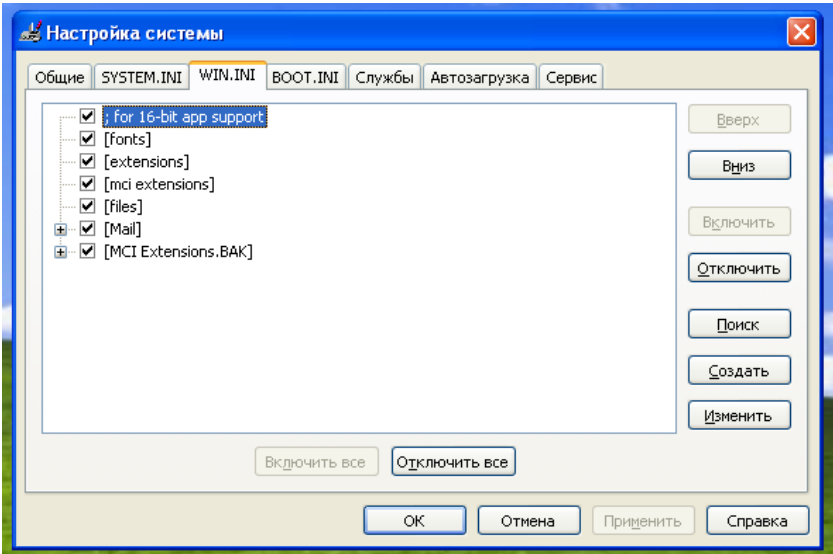 Настройка системы
Общие SYSTEM.INI WIN.INI BOOT.INI Службы Автозагрузка Сервис
; for 16-bit app support
[fonts]
[extensions]
[mci extensions]
[files]
[Mail]
[MCI Extensions.BAK]
Вверх
Вниз
Включить
Отключить
Поиск
Создать
Изменить
Включить все Отключить все
OK Отмена Применить Справка